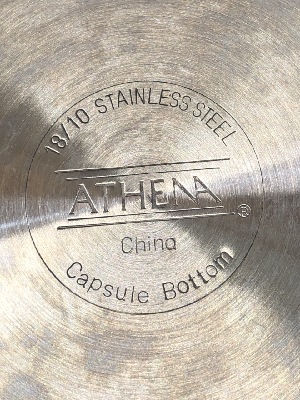 18/10 STAINLESS STEEL
ATHENA®
China
Capsule Bottom